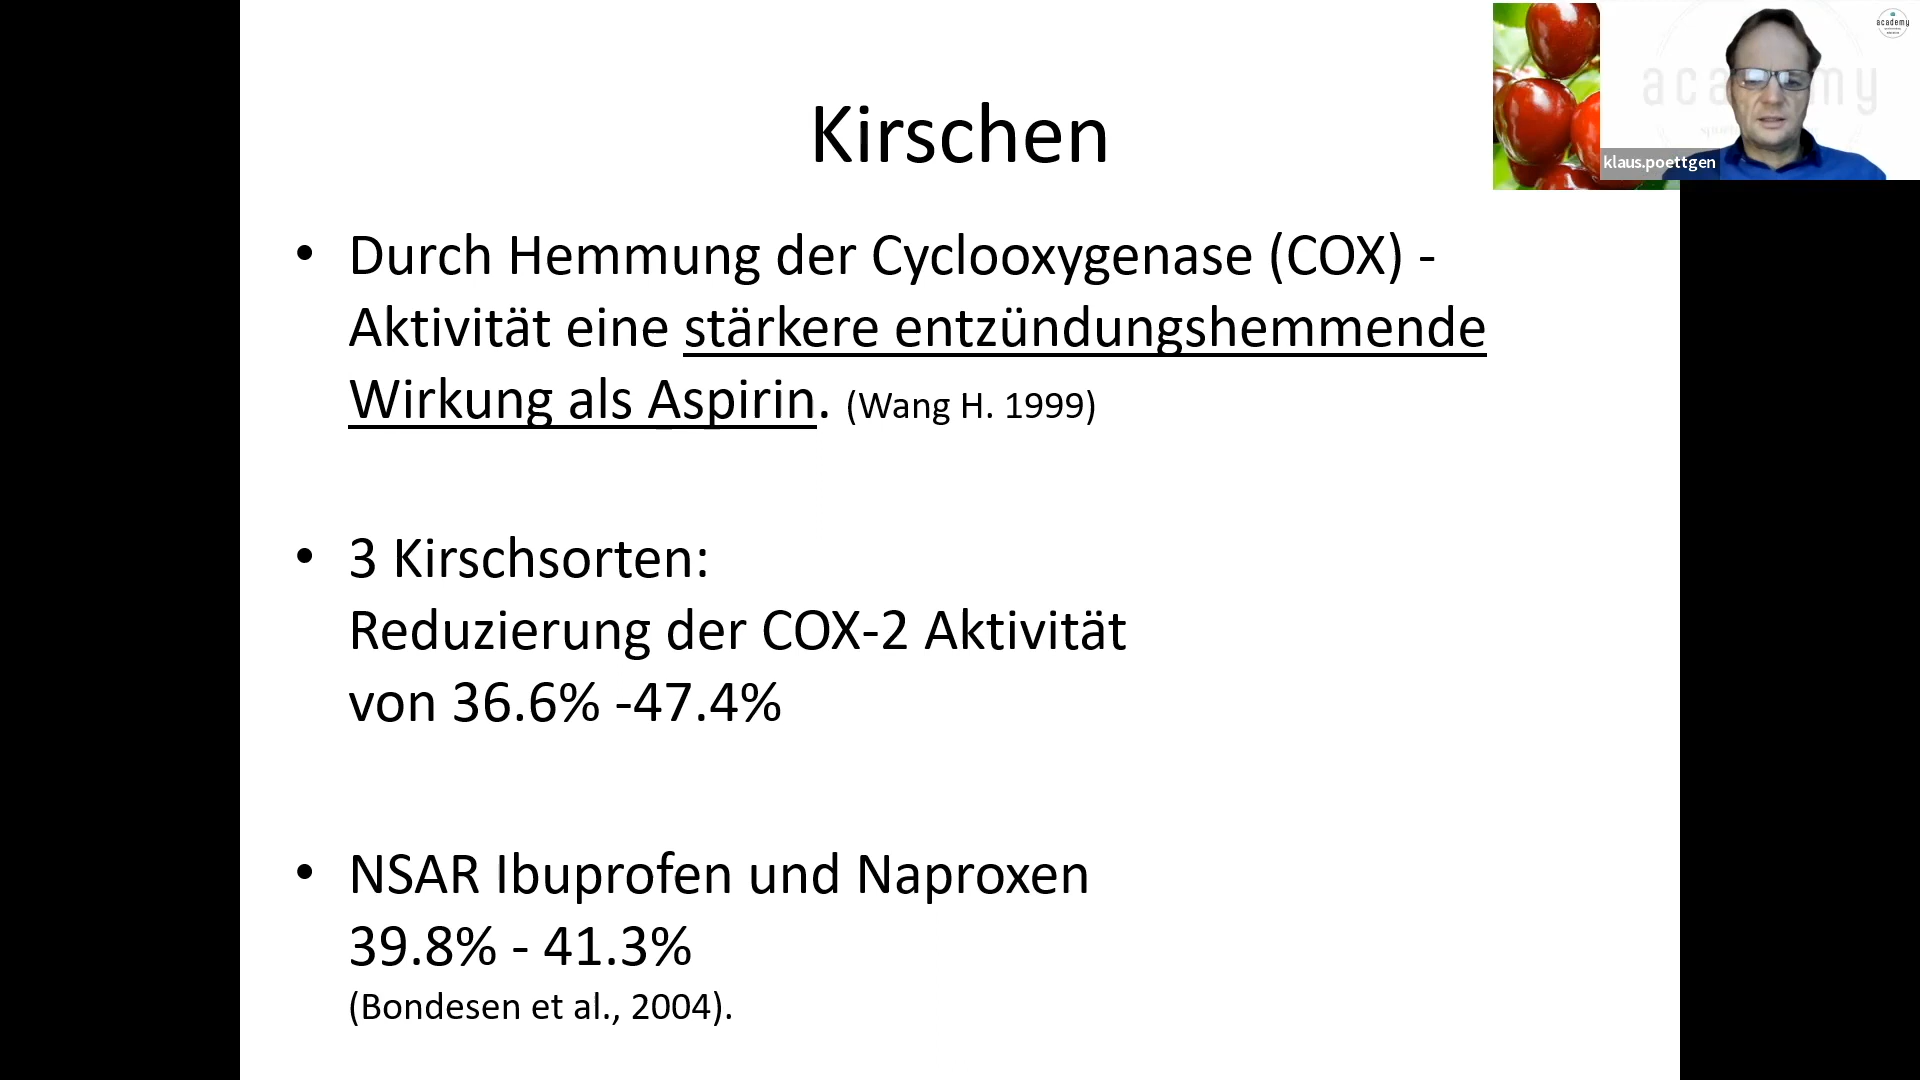 Kirschen
• Durch Hemmung der Cyclooxygenase (COX) -
Aktivität eine stärkere entzündungshemmende
Wirkung als Aspirin. (Wang H. 1999)
• 3 Kirschsorten:
Reduzierung der COX-2 Aktivität
von 36.6% -47.4%
• NSAR Ibuprofen und Naproxen
39.8% - 41.3%
(Bondesen et al., 2004).
klaus.poettgen
academy